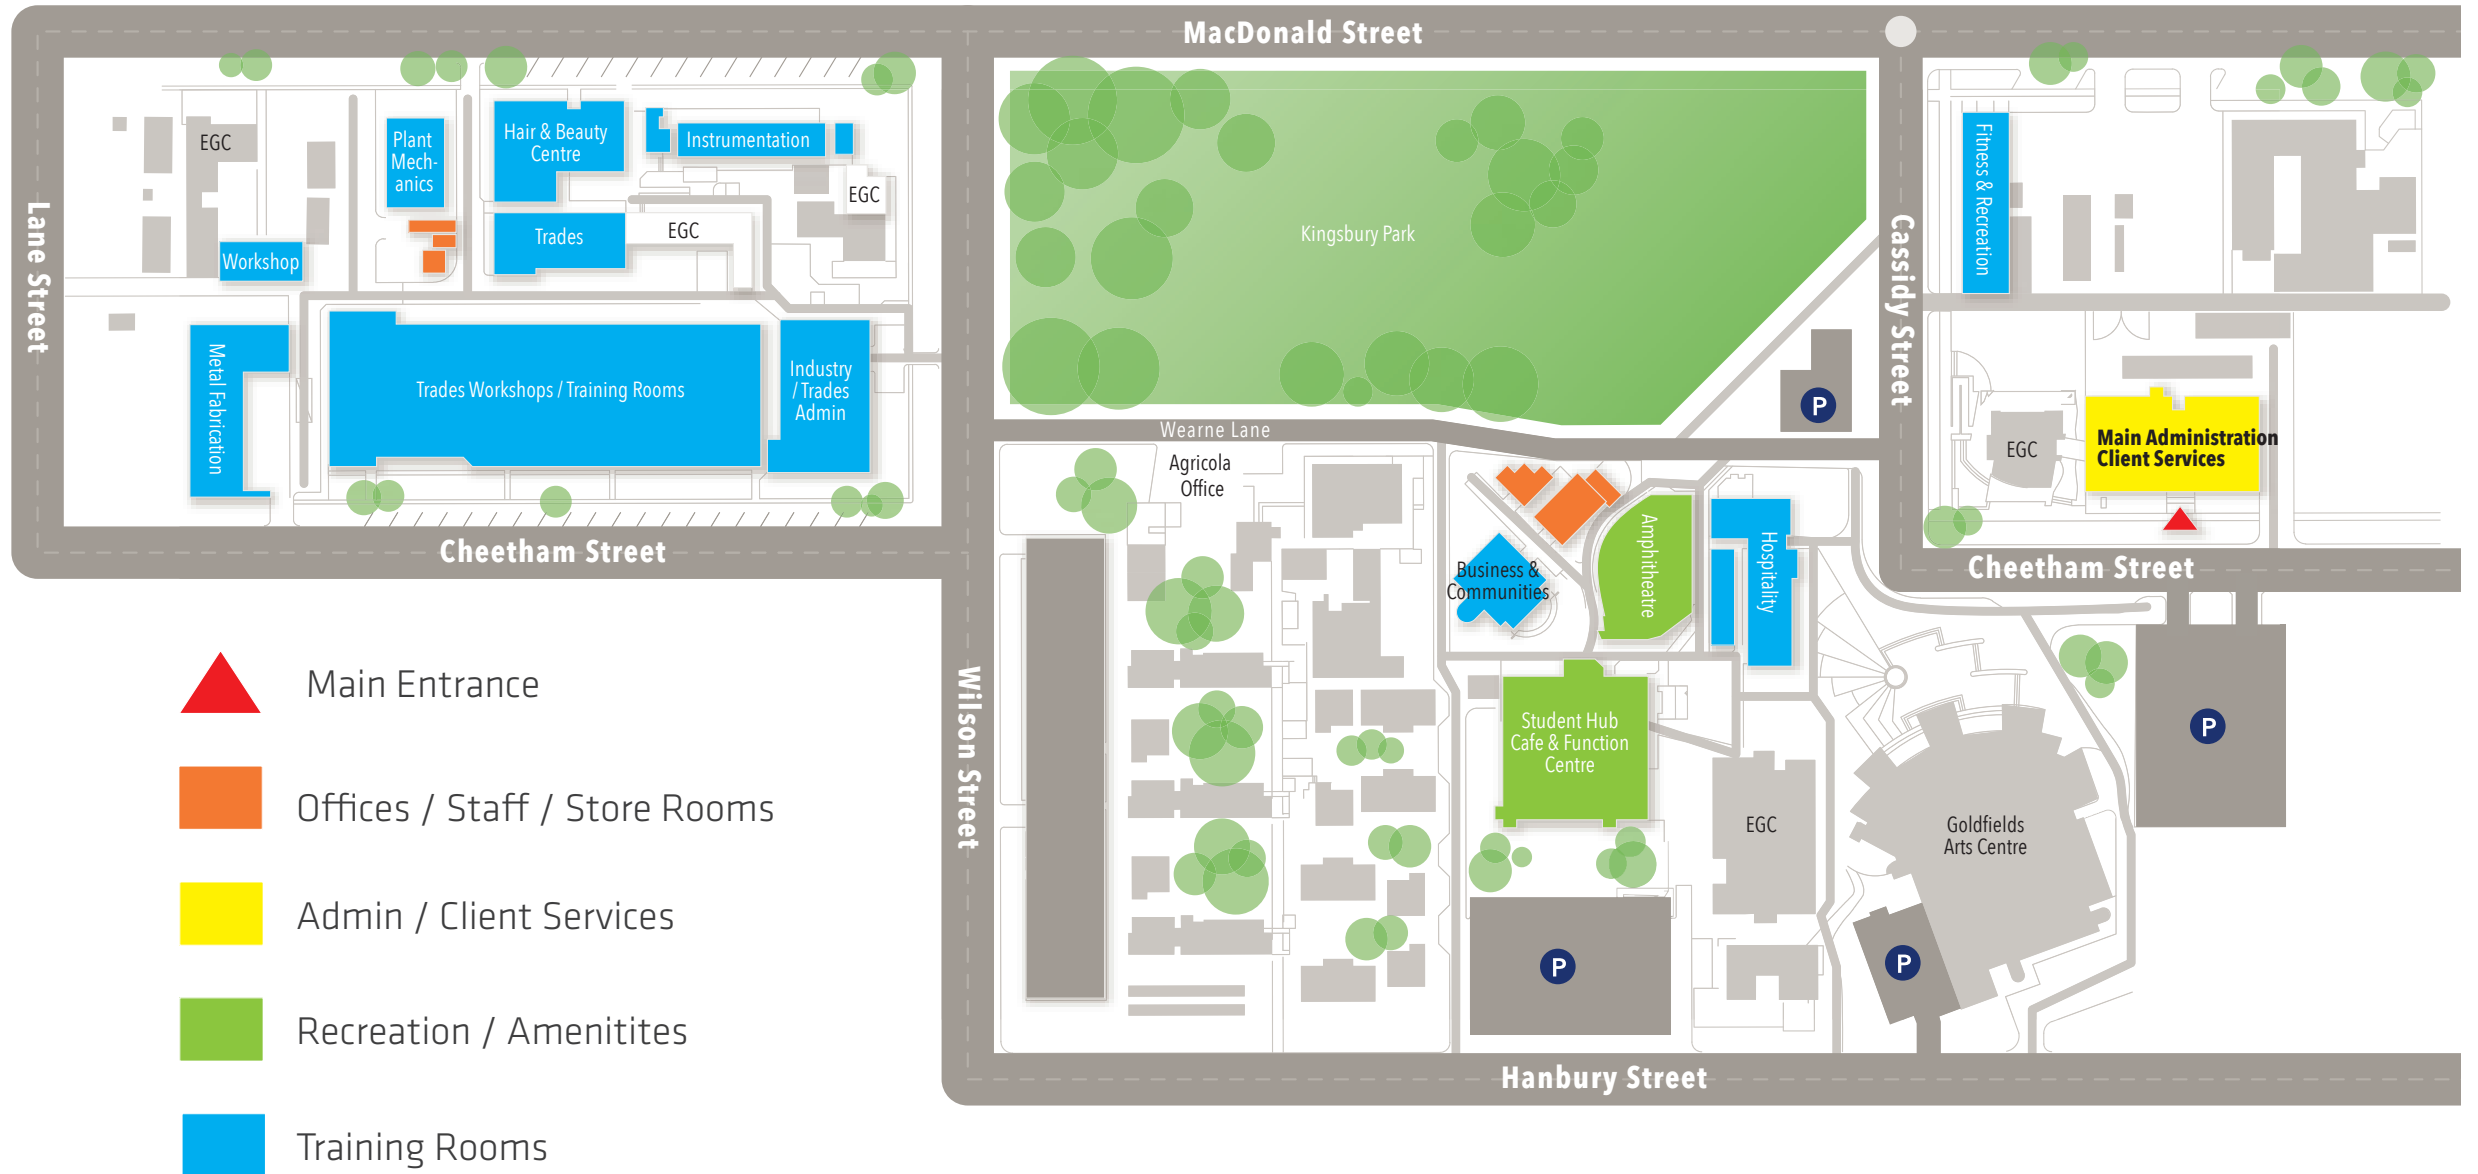 MacDonald Street
Lane Street
EGC
Plant
Mech-
anics
Hair & Beauty
Centre
Instrumentation
EGC
Trades
EGC
Workshop
Metal Fabrication
Trades Workshops / Training Rooms
Industry
/ Trades
Admin
Cheetham Street
Kingsbury Park
Cassidy Street
Fitness & Recreation
P
Wearne Lane
Agricola
Office
EGC
Main Administration
Client Services
Amphitheatre
Hospitality
Business &
Communities
Cheetham Street
Wilson Street
Student Hub
Cafe & Function
Centre
EGC
Goldfields
Arts Centre
P
P
P
Hanbury Street
Main Entrance
Offices / Staff / Store Rooms
Admin / Client Services
Recreation / Amenitites
Training Rooms